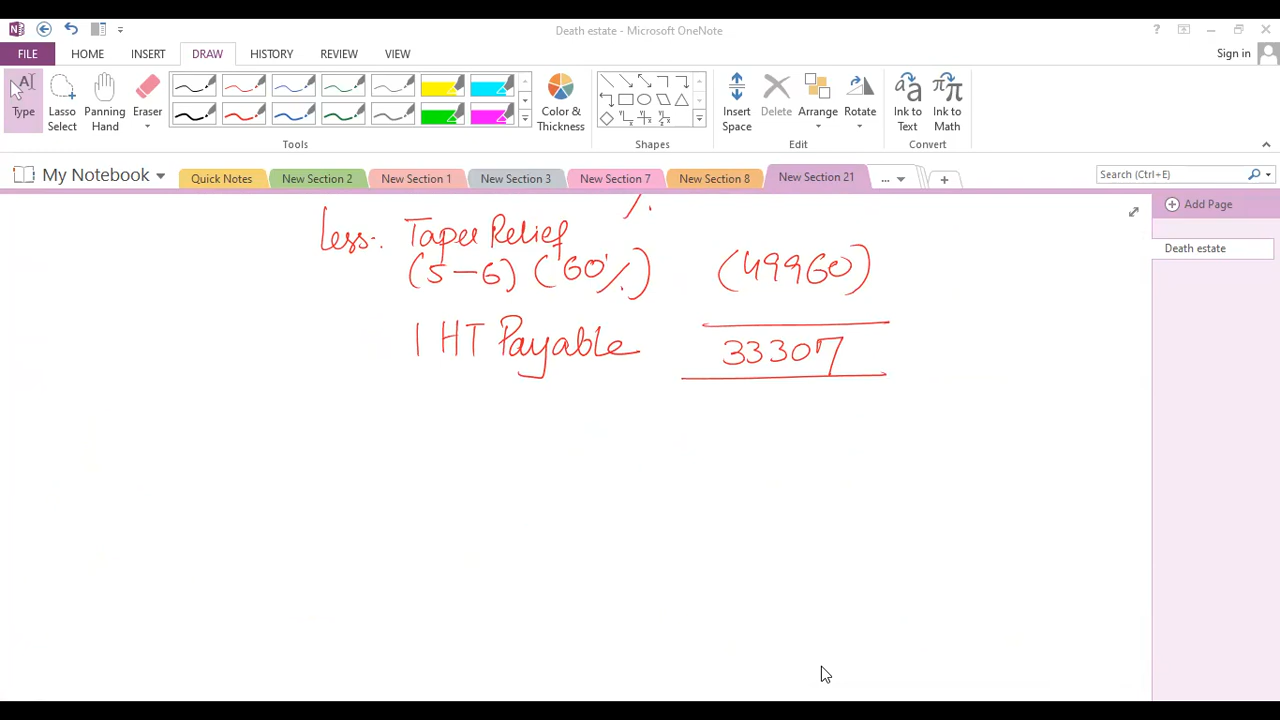 Death estate - Microsoft OneNote
FILE HOME INSERT DRAW HISTORY REVIEW VIEW Sign in
Type
Lasso Select
Panning Hand
Eraser
Color & Thickness
Insert Space
Delete
Arrange
Rotate
Ink to Text
Ink to Math
Tools Shapes Edit Convert
My Notebook Quick Notes New Section 2 New Section 1 New Section 3 New Section 7 New Section 8 New Section 21 ... Search (Ctrl+E)
Add Page
Death estate
Less:. Taper Relief
(5-6) (60%) (49960)
IHT Payable 33307